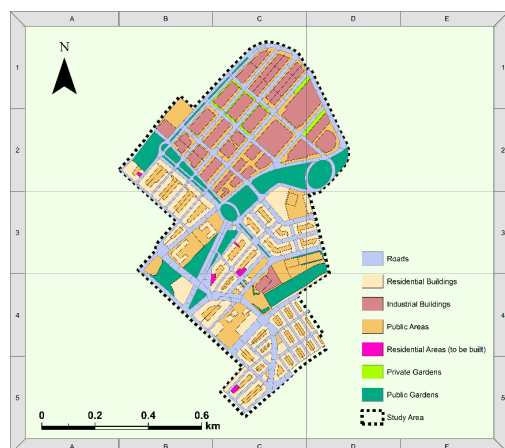 A B C D E
N
1 1
2 2
3 3
Roads
Residential Buildings
4 Industrial Buildings 4
Public Areas
Residential Areas (to be built)
Private Gardens
Public Gardens
5 Study Area 5
0 0.2 0.4 0.6
km
A B C D E